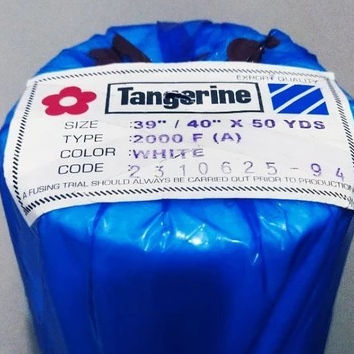 EXPORT QUALITY
Tangerine
SIZE : 39" / 40" X 50 YDS
TYPE : 2000 F (A)
COLOR : WHITE
CODE : 2310625-94
A FUSING TRIAL SHOULD ALWAYS BE CARRIED OUT PRIOR TO PRODUCTION